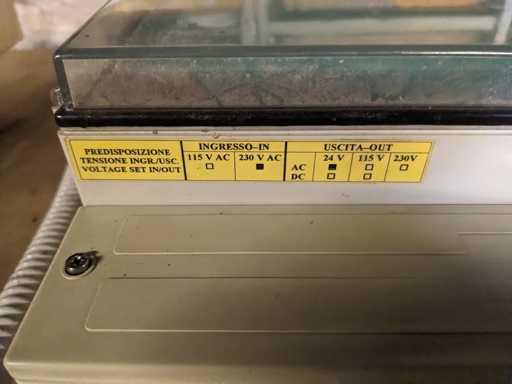 PREDISPOSIZIONE
TENSIONE INGR./USC.
VOLTAGE SET IN/OUT
INGRESSO-IN
115 V AC 230 V AC
□ ■
USCITA-OUT
24 V 115 V 230V
AC ■ □ □
DC □ □